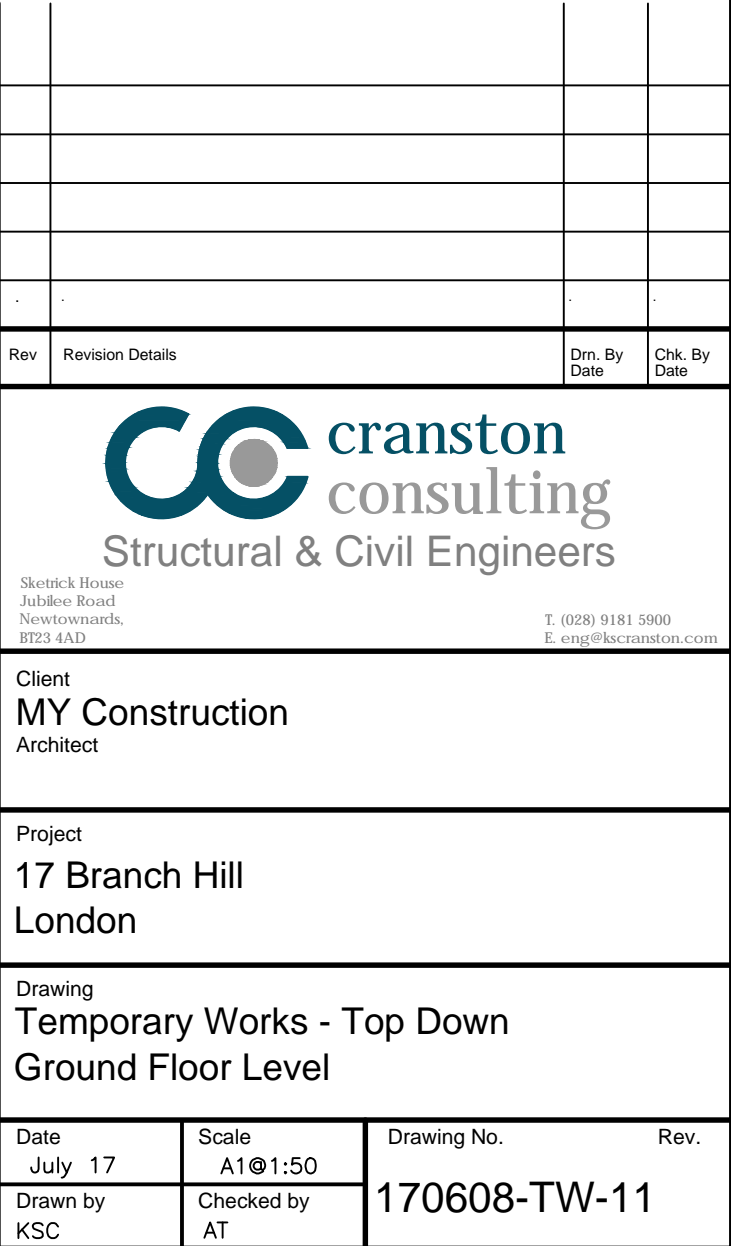 . . . .
Rev Revision Details Drn. By Chk. By
Date Date
cranston
consulting
Structural & Civil Engineers
Sketrick House
Jubilee Road
Newtownards,
BT23 4AD
T. (028) 9181 5900
E. eng@kscranston.com
Client
MY Construction
Architect
Project
17 Branch Hill
London
Drawing
Temporary Works - Top Down
Ground Floor Level
Date Scale Drawing No. Rev.
July 17 A1@1:50
170608-TW-11
Drawn by Checked by
KSC AT